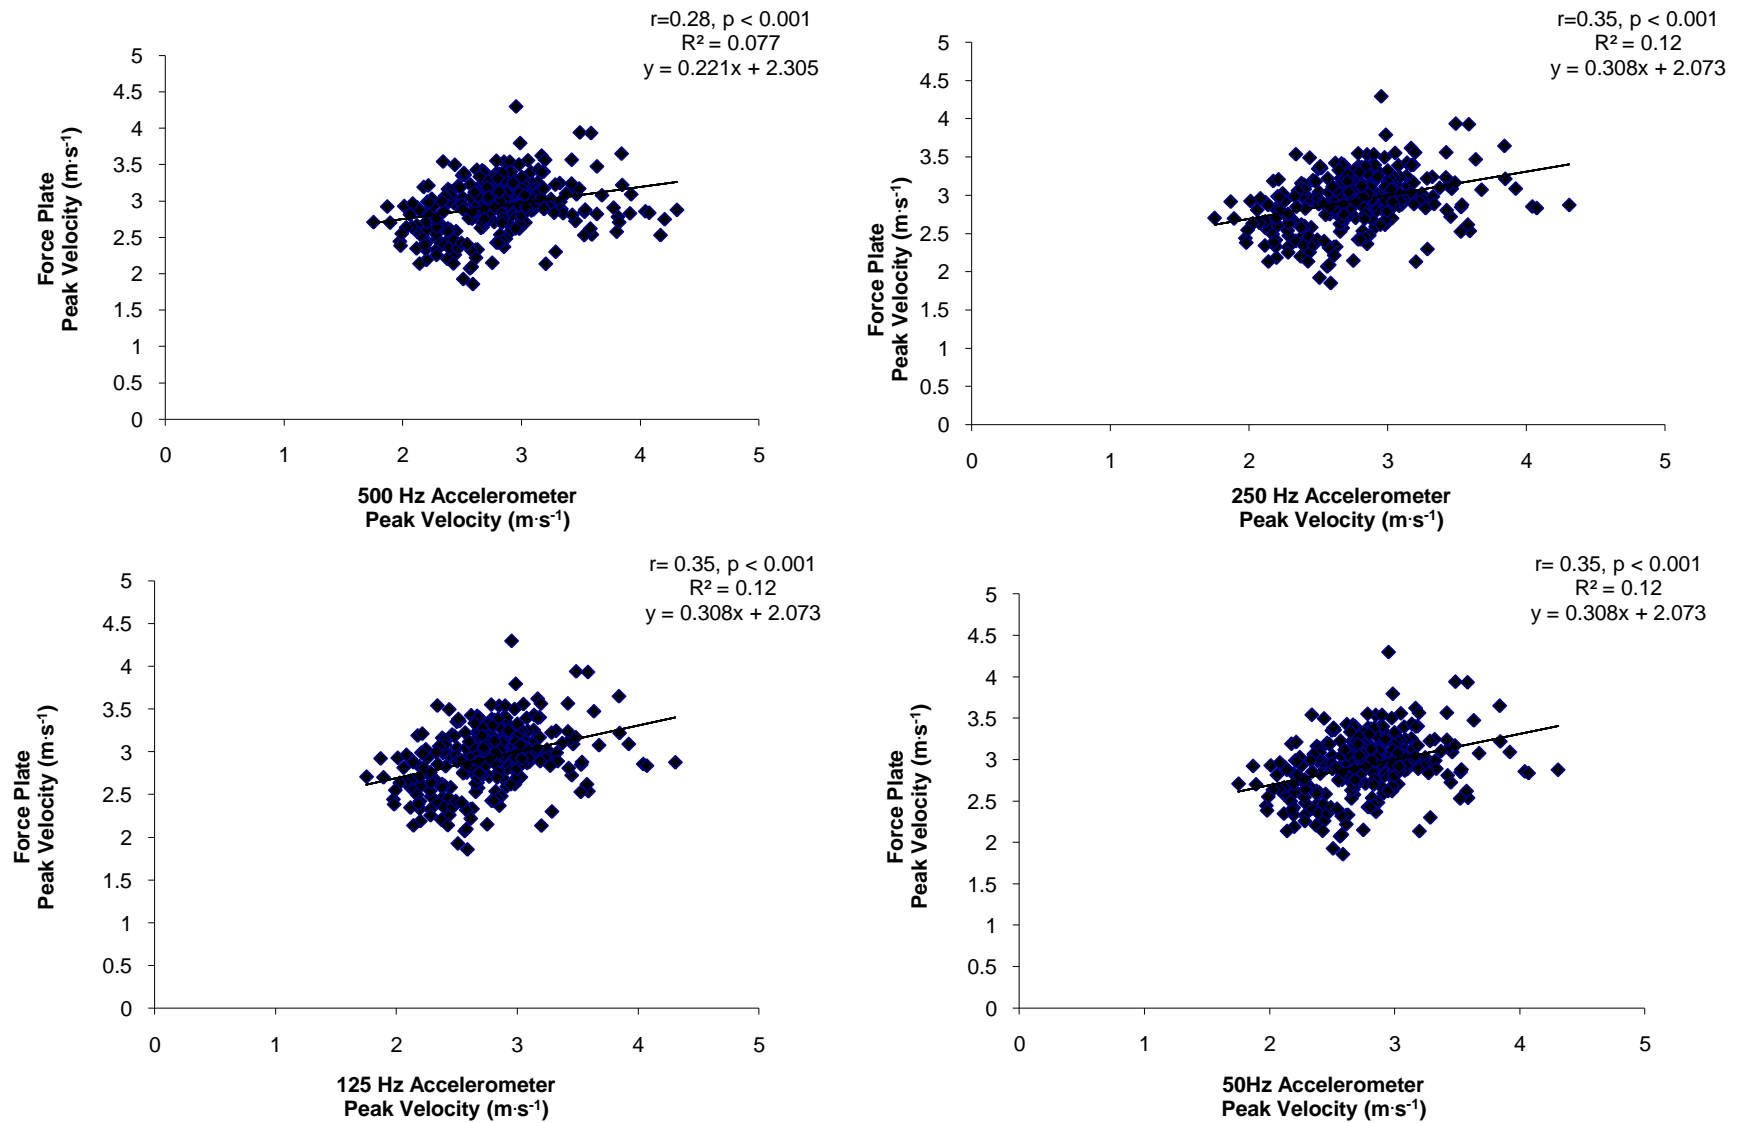 r=0.28, p < 0.001
R² = 0.077
y = 0.221x + 2.305
5
4.5
4
3.5
3
2.5
2
1.5
1
0.5
0
Force Plate
Peak Velocity (m·s⁻¹)
0 1 2 3 4 5
500 Hz Accelerometer
Peak Velocity (m·s⁻¹)
r=0.35, p < 0.001
R² = 0.12
y = 0.308x + 2.073
5
4.5
4
3.5
3
2.5
2
1.5
1
0.5
0
Force Plate
Peak Velocity (m·s⁻¹)
0 1 2 3 4 5
250 Hz Accelerometer
Peak Velocity (m·s⁻¹)
r= 0.35, p < 0.001
R² = 0.12
y = 0.308x + 2.073
5
4.5
4
3.5
3
2.5
2
1.5
1
0.5
0
Force Plate
Peak Velocity (m·s⁻¹)
0 1 2 3 4 5
125 Hz Accelerometer
Peak Velocity (m·s⁻¹)
r= 0.35, p < 0.001
R² = 0.12
y = 0.308x + 2.073
5
4.5
4
3.5
3
2.5
2
1.5
1
0.5
0
Force Plate
Peak Velocity (m·s⁻¹)
0 1 2 3 4 5
50Hz Accelerometer
Peak Velocity (m·s⁻¹)